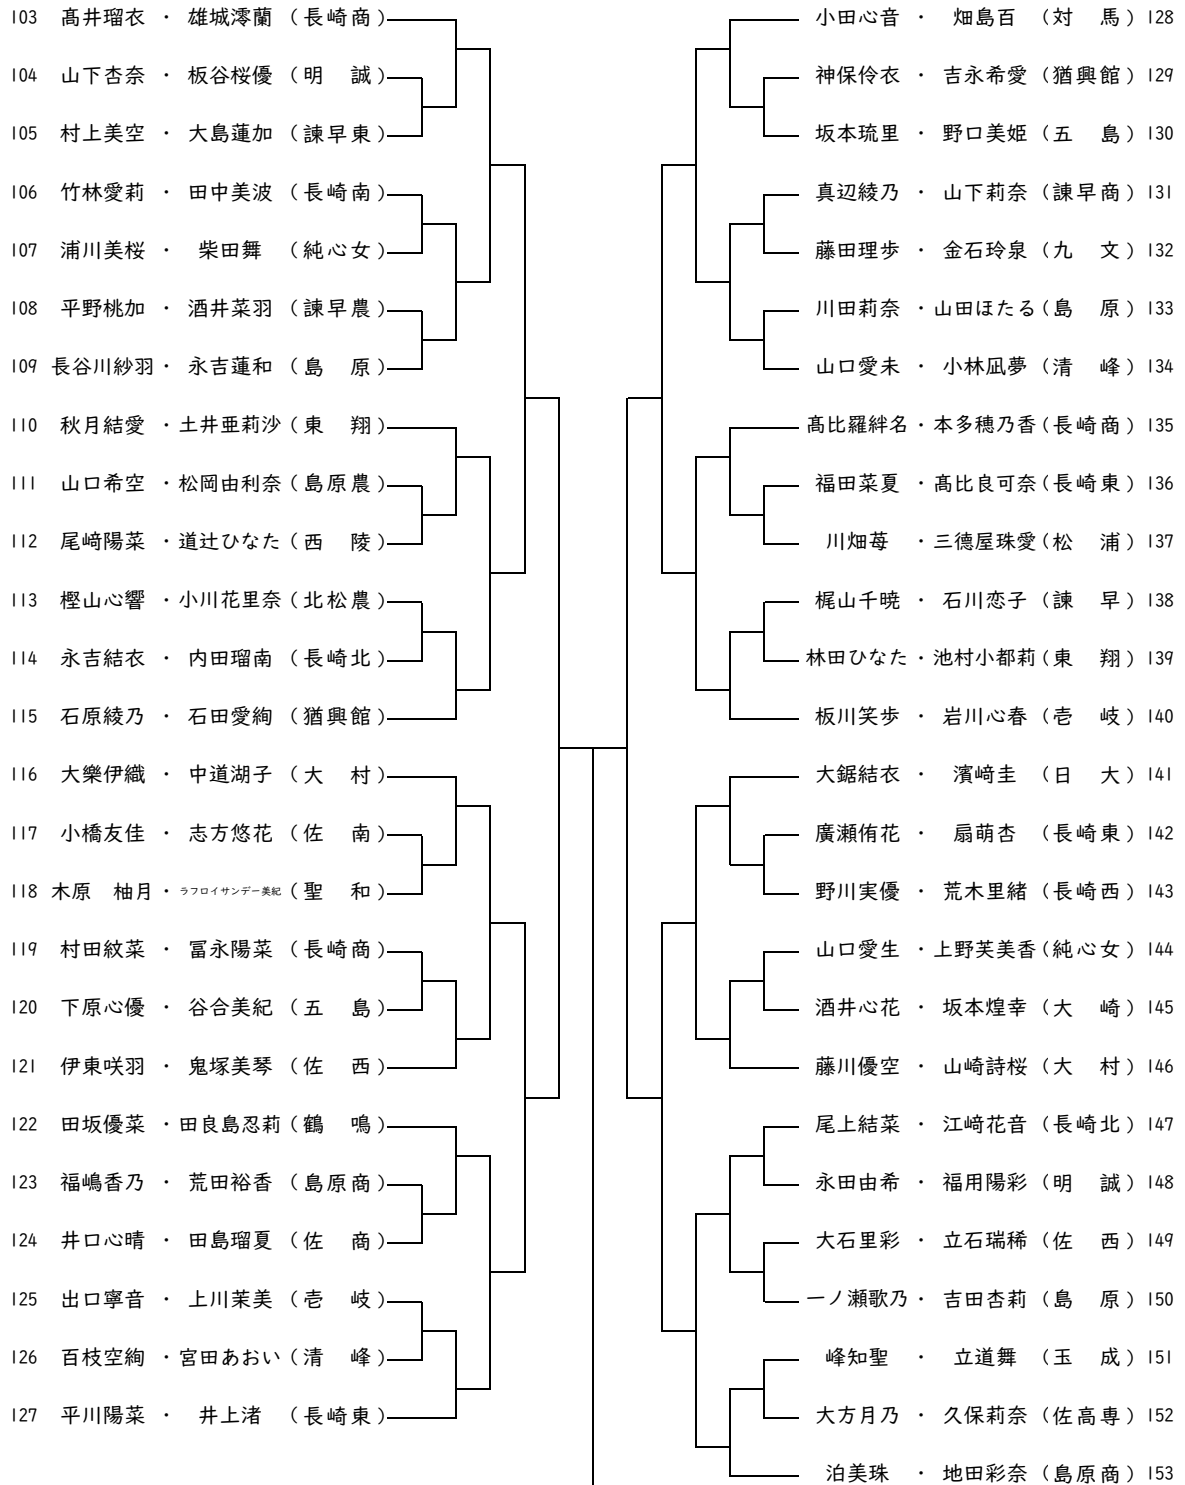 103 髙井瑠衣 ・ 雄城澪蘭 (長崎商)
104 山下杏奈 ・ 板谷桜優 (明　誠)
105 村上美空 ・ 大島蓮加 (諫早東)
106 竹林愛莉 ・ 田中美波 (長崎南)
107 浦川美桜 ・ 柴田舞 (純心女)
108 平野桃加 ・ 酒井菜羽 (諫早農)
109 長谷川紗羽 ・ 永吉蓮和 (島　原)
110 秋月結愛 ・ 土井亜莉沙 (東　翔)
111 山口希空 ・ 松岡由利奈 (島原農)
112 尾﨑陽菜 ・ 道辻ひなた (西　陵)
113 樫山心響 ・ 小川花里奈 (北松農)
114 永吉結衣 ・ 内田瑠南 (長崎北)
115 石原綾乃 ・ 石田愛絢 (猶興館)
116 大樂伊織 ・ 中道湖子 (大　村)
117 小橋友佳 ・ 志方悠花 (佐　南)
118 木原　柚月 ・ ラフロイサンデー美紀 (聖　和)
119 村田紋菜 ・ 冨永陽菜 (長崎商)
120 下原心優 ・ 谷合美紀 (五　島)
121 伊東咲羽 ・ 鬼塚美琴 (佐　西)
122 田坂優菜 ・ 田良島忍莉 (鶴　鳴)
123 福嶋香乃 ・ 荒田裕香 (島原商)
124 井口心晴 ・ 田島瑠夏 (佐　商)
125 出口寧音 ・ 上川茉美 (壱　岐)
126 百枝空絢 ・ 宮田あおい (清　峰)
127 平川陽菜 ・ 井上渚 (長崎東)
小田心音 ・ 畑島百 (対　馬) 128
神保伶衣 ・ 吉永希愛 (猶興館) 129
坂本琉里 ・ 野口美姫 (五　島) 130
真辺綾乃 ・ 山下莉奈 (諫早商) 131
藤田理歩 ・ 金石玲泉 (九　文) 132
川田莉奈 ・ 山田ほたる (島　原) 133
山口愛未 ・ 小林凪夢 (清　峰) 134
髙比羅絆名 ・ 本多穂乃香 (長崎商) 135
福田菜夏 ・ 髙比良可奈 (長崎東) 136
川畑苺 ・ 三德屋珠愛 (松　浦) 137
梶山千暁 ・ 石川恋子 (諫　早) 138
林田ひなた ・ 池村小都莉 (東　翔) 139
板川笑歩 ・ 岩川心春 (壱　岐) 140
大鋸結衣 ・ 濵﨑圭 (日　大) 141
廣瀬侑花 ・ 扇萌杏 (長崎東) 142
野川実優 ・ 荒木里緒 (長崎西) 143
山口愛生 ・ 上野芙美香 (純心女) 144
酒井心花 ・ 坂本煌幸 (大　崎) 145
藤川優空 ・ 山崎詩桜 (大　村) 146
尾上結菜 ・ 江﨑花音 (長崎北) 147
永田由希 ・ 福用陽彩 (明　誠) 148
大石里彩 ・ 立石瑞稀 (佐　西) 149
一ノ瀬歌乃 ・ 吉田杏莉 (島　原) 150
峰知聖 ・ 立道舞 (玉　成) 151
大方月乃 ・ 久保莉奈 (佐高専) 152
泊美珠 ・ 地田彩奈 (島原商) 153